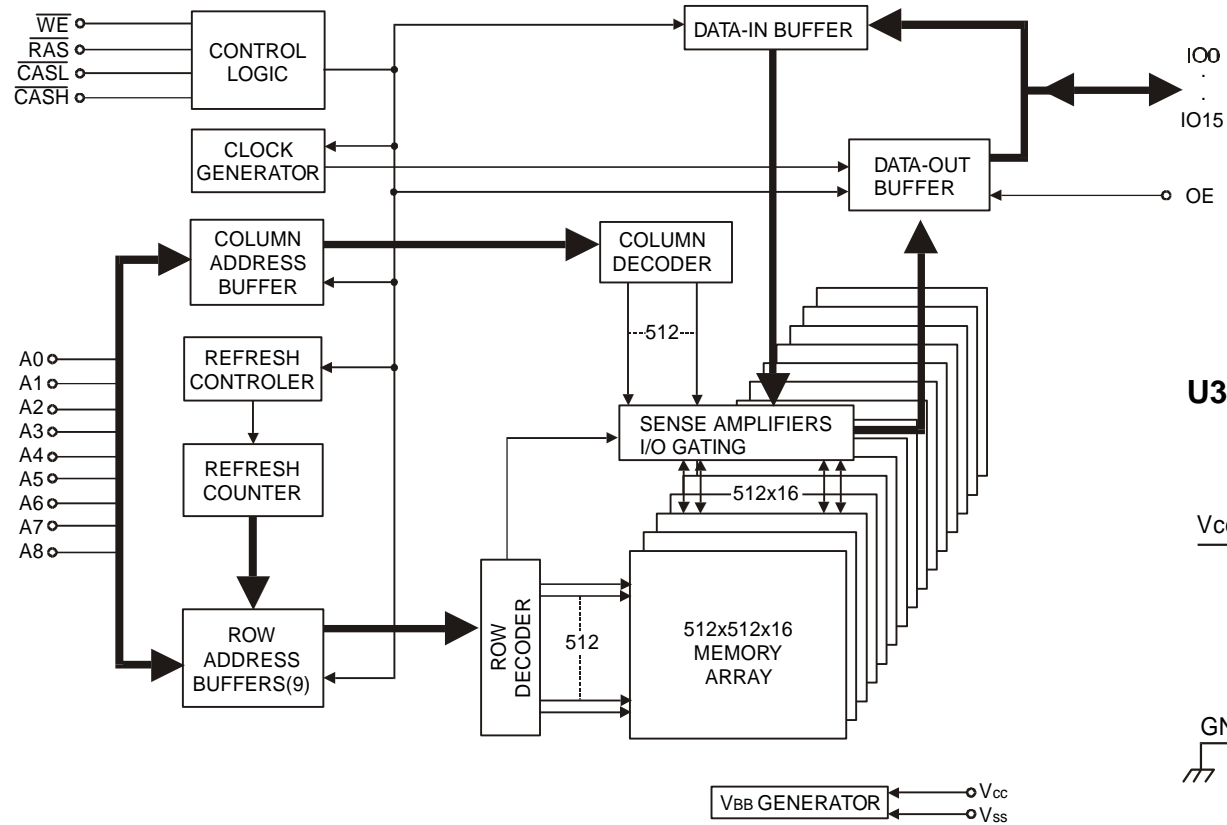 WE
RAS
CASL
CASH
CONTROL
LOGIC
DATA-IN BUFFER
IO0
.
.
IO15
CLOCK
GENERATOR
DATA-OUT
BUFFER
OE
COLUMN
ADDRESS
BUFFER
COLUMN
DECODER
512
A0
A1
A2
A3
A4
A5
A6
A7
A8
REFRESH
CONTROLER
REFRESH
COUNTER
SENSE AMPLIFIERS
I/O GATING
512x16
U3
ROW
ADDRESS
BUFFERS(9)
ROW
DECODER
512
512x512x16
MEMORY
ARRAY
VBB GENERATOR
Vcc
Vss